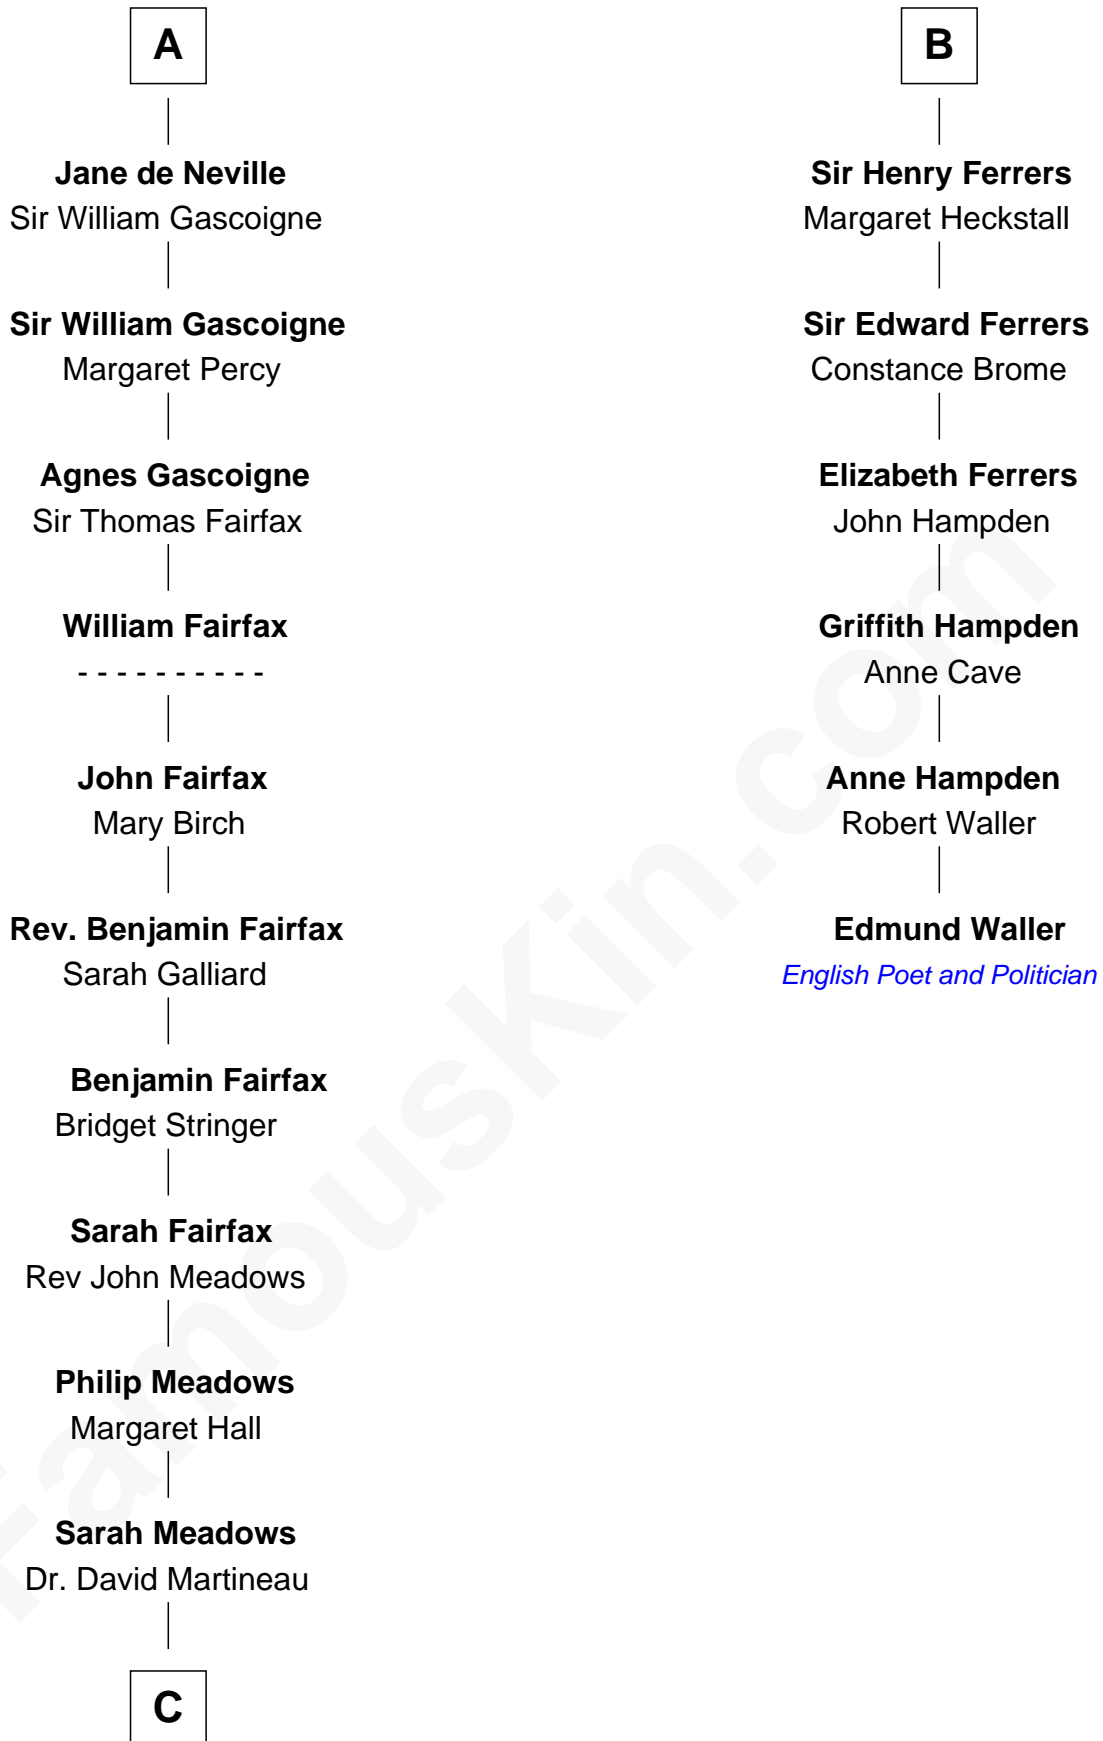 A
Jane de Neville
Sir William Gascoigne
Sir William Gascoigne
Margaret Percy
Agnes Gascoigne
Sir Thomas Fairfax
William Fairfax
- - - - - - - - - -
John Fairfax
Mary Birch
Rev. Benjamin Fairfax
Sarah Galliard
Benjamin Fairfax
Bridget Stringer
Sarah Fairfax
Rev John Meadows
Philip Meadows
Margaret Hall
Sarah Meadows
Dr. David Martineau
C
B
Sir Henry Ferrers
Margaret Heckstall
Sir Edward Ferrers
Constance Brome
Elizabeth Ferrers
John Hampden
Griffith Hampden
Anne Cave
Anne Hampden
Robert Waller
Edmund Waller
English Poet and Politician
FamousKin.com